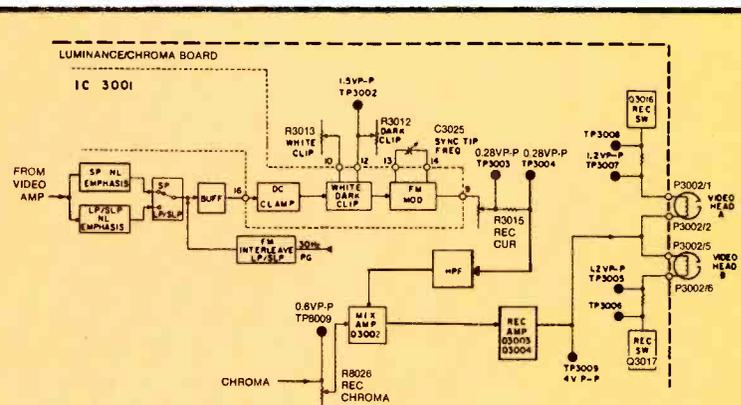 LUMINANCE/CHROMA BOARD
IC 3001
1.5VP-P
TP3002
R3013
WHITE
CLIP
R3012
DARK
CLIP
C3025
SYNC TIP
FREQ
10
12
13
14
0.28VP-P
TP3003
0.28VP-P
TP3004
Q3016
REC
SW
TP3008
1.2VP-P
TP3007
FROM
VIDEO
AMP
SP NL
EMPHASIS
LP/SLP
NL
EMPHASIS
SP
LP/SLP
BUFF
16
DC
CLAMP
WHITE
DARK
CLIP
FM
MOD
9
R3015
REC
CUR
P3002/1
VIDEO
HEAD
A
P3002/2
P3002/5
VIDEO
HEAD
B
P3002/6
FM
INTERLEAVE
LP/SLP
30Hz
PG
HPF
1.2VP-P
TP3005
TP3006
0.6VP-P
TP8009
MIX
AMP
Q3002
REC
AMP
Q3003
Q3004
REC
SW
Q3017
TP3009
4V P-P
CHROMA
R8026
REC
CHROMA